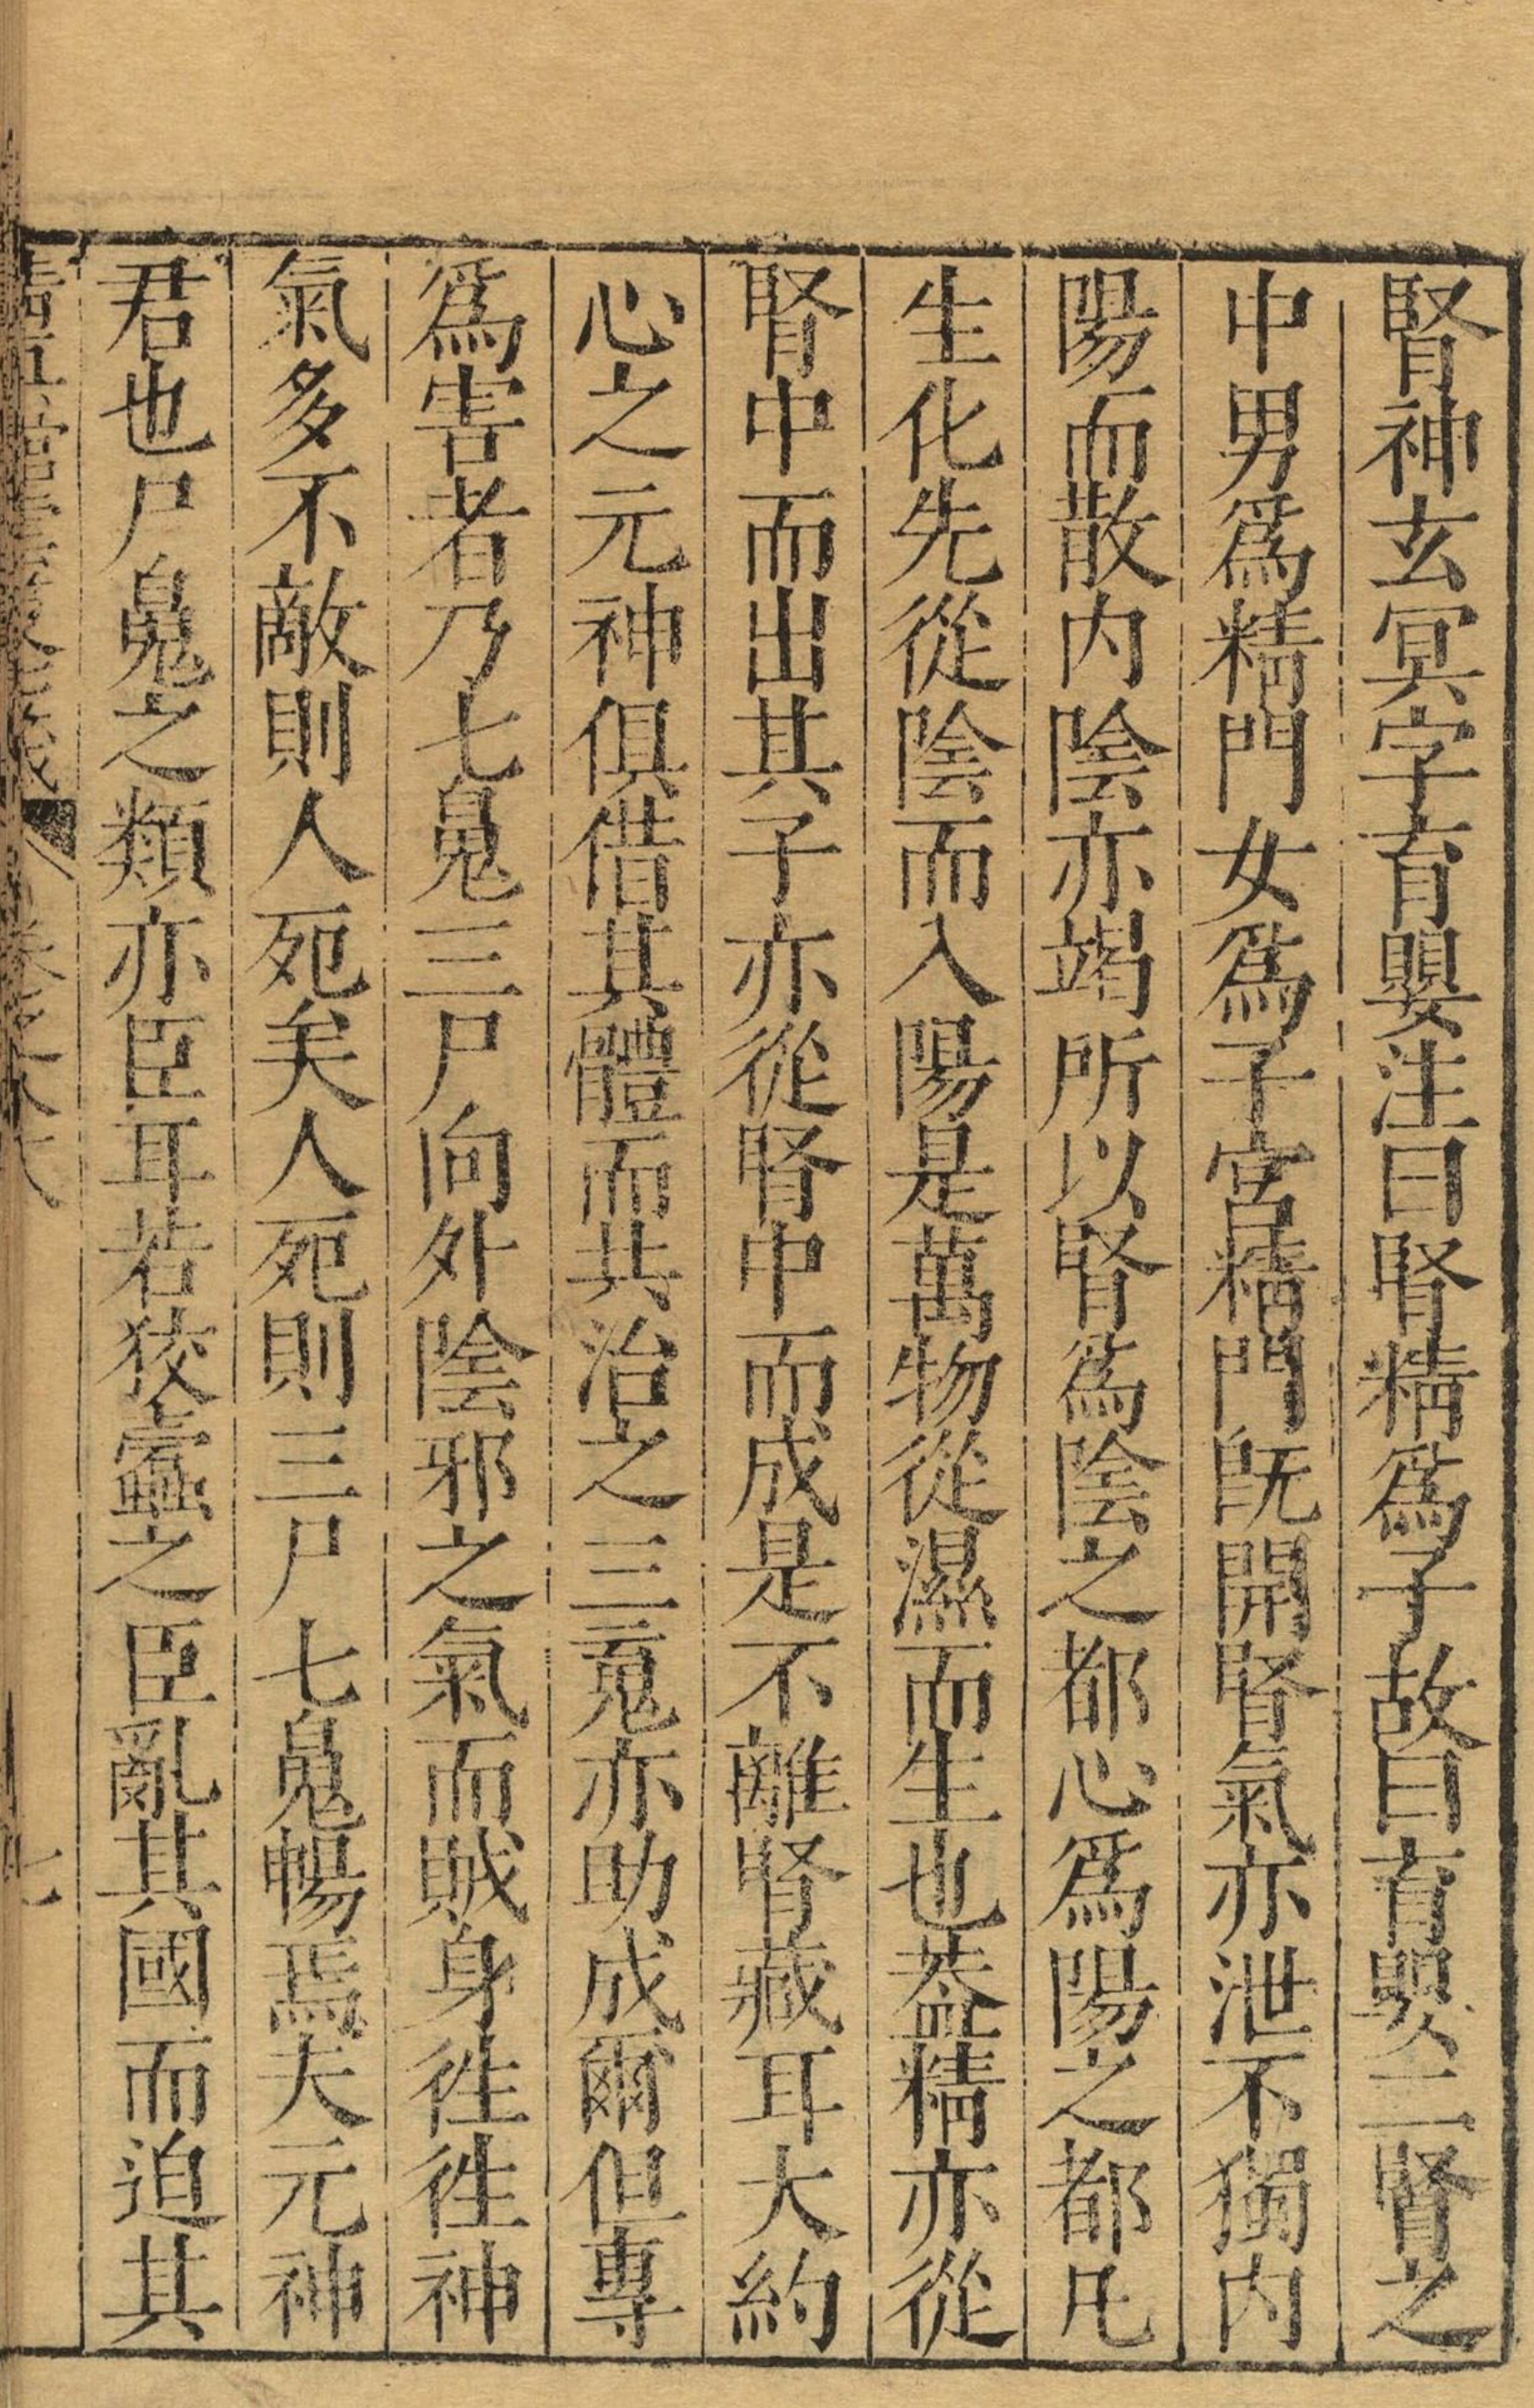 腎神玄冥字育嬰注曰腎精爲子故曰育嬰二腎之
中男爲精門女爲子宮精門旣開腎氣亦泄不獨內
陽而散内陰亦竭所以腎爲陰之都心爲陽之都凡
生化先從陰而入陽是萬物從濕而生也葢精亦從
腎中而出其子亦從腎中而成是不離腎藏耳大約
心之元神俱借其體而共治之三䰟亦助成爾但專
爲害者乃七鬼三尸向外陰邪之氣而賊身徃徃神
氣多不敵則人死矣人死則三尸七鬼暢焉夫元神
君也尸鬼之類亦臣耳若狡蠧之臣亂其國而迫其